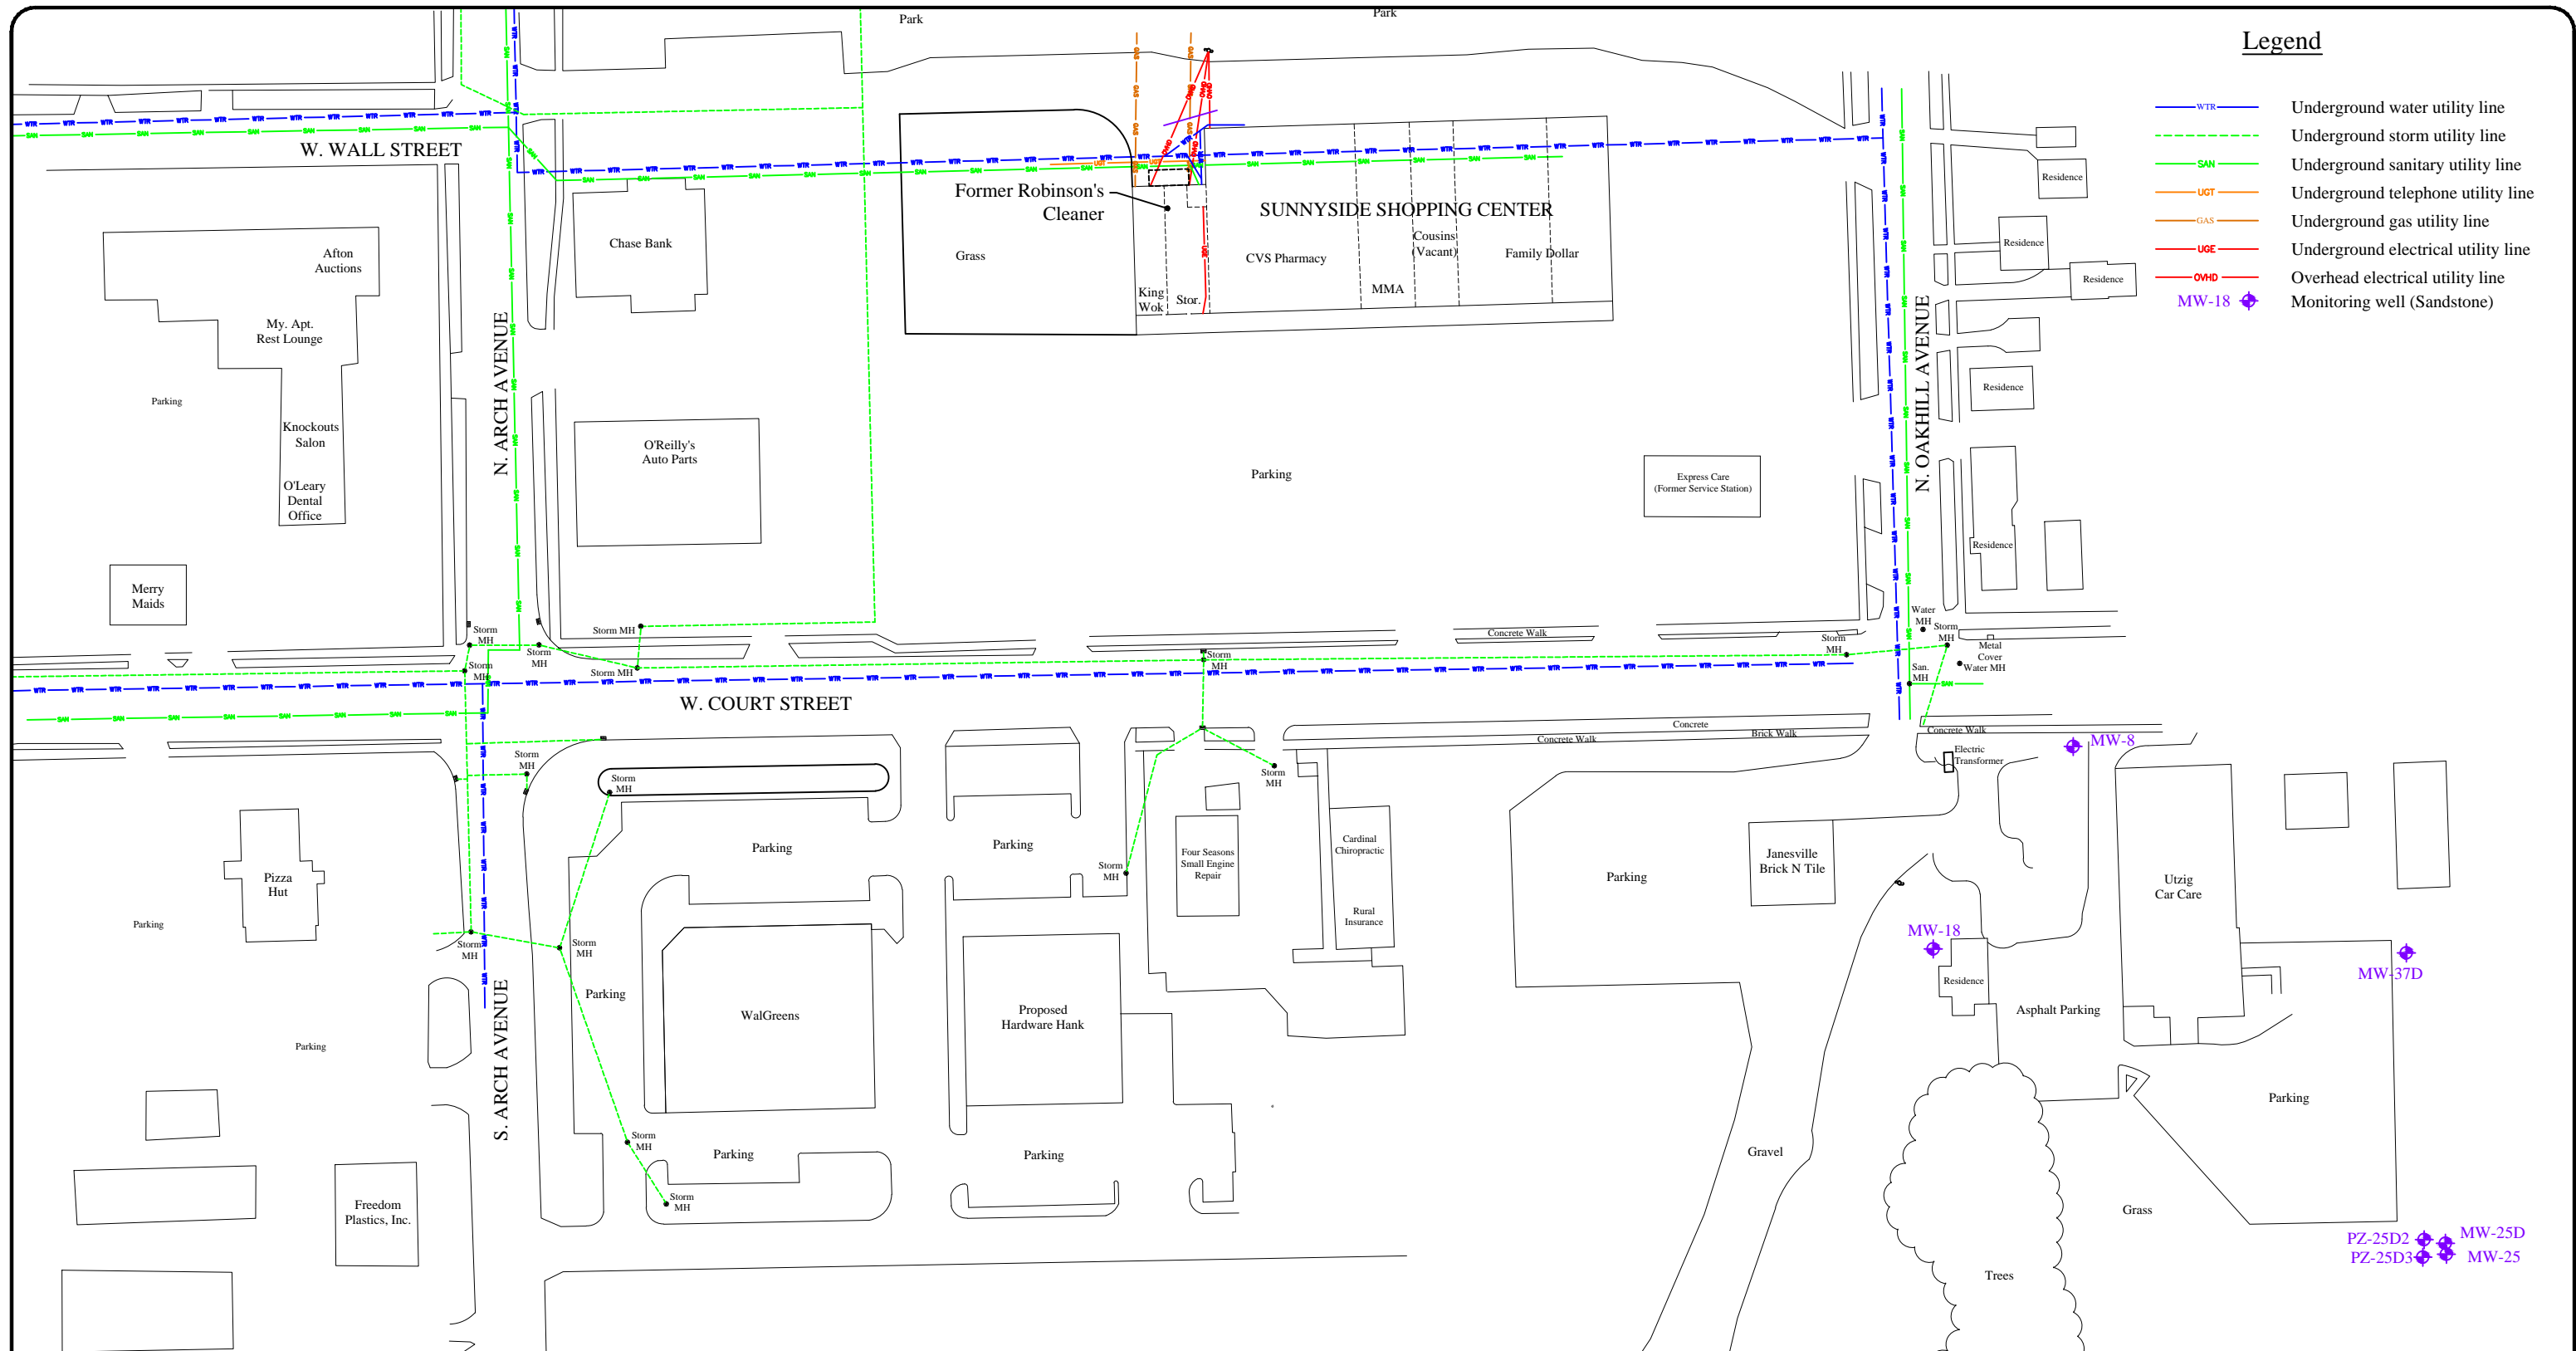 Park
Park
Legend
WTR
Underground water utility line
Underground storm utility line
SAN
Underground sanitary utility line
UGT
Underground telephone utility line
GAS
Underground gas utility line
UGE
Underground electrical utility line
OVHD
Overhead electrical utility line
MW-18
Monitoring well (Sandstone)
W. WALL STREET
Former Robinson's
Cleaner
SUNNYSIDE SHOPPING CENTER
Afton
Auctions
Chase Bank
Grass
CVS Pharmacy
Cousins
(Vacant)
Family Dollar
MMA
King
Wok
Stor.
My. Apt.
Rest Lounge
Parking
Knockouts
Salon
O'Leary
Dental
Office
N. ARCH AVENUE
O'Reilly's
Auto Parts
Parking
Express Care
(Former Service Station)
N. OAKHILL AVENUE
Residence
Residence
Residence
Residence
Residence
Merry
Maids
Storm
MH
Storm
MH
Storm MH
Storm
MH
Storm MH
Storm
MH
Concrete Walk
Storm
MH
Water
MH
Storm
MH
Metal
Cover
Water MH
San.
MH
W. COURT STREET
Concrete
Concrete Walk
Brick Walk
Concrete Walk
Electric
Transformer
MW-8
Storm
MH
Storm
MH
Storm
MH
Pizza
Hut
Parking
Parking
Parking
Storm
MH
Four Seasons
Small Engine
Repair
Cardinal
Chiropractic
Rural
Insurance
Parking
Janesville
Brick N Tile
Utzig
Car Care
MW-18
MW-37D
Residence
Asphalt Parking
Storm
MH
Storm
MH
Parking
WalGreens
Proposed
Hardware Hank
S. ARCH AVENUE
Parking
Parking
Storm
MH
Parking
Parking
Gravel
Storm
MH
Freedom
Plastics, Inc.
Grass
Trees
PZ-25D2
MW-25D
PZ-25D3
MW-25